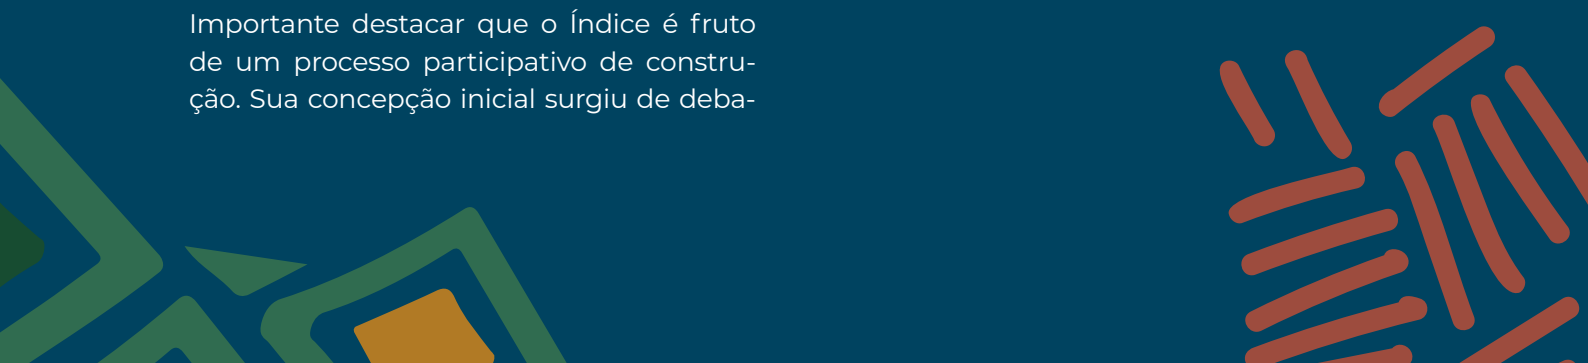 Importante destacar que o Índice é fruto
de um processo participativo de constru-
ção. Sua concepção inicial surgiu de deba-